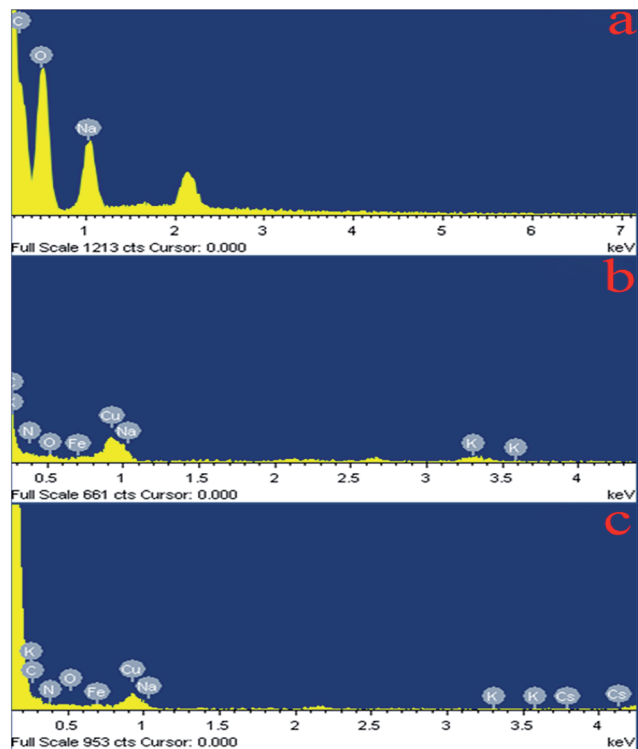 a
C
O
Na
1 2 3 4 5 6 7
Full Scale 1213 cts Cursor: 0.000 keV
b
C
K
N O Fe Cu Na K K
0.5 1 1.5 2 2.5 3 3.5 4
Full Scale 661 cts Cursor: 0.000 keV
c
K
C
N O Fe Cu Na K K Cs Cs
0.5 1 1.5 2 2.5 3 3.5 4
Full Scale 953 cts Cursor: 0.000 keV